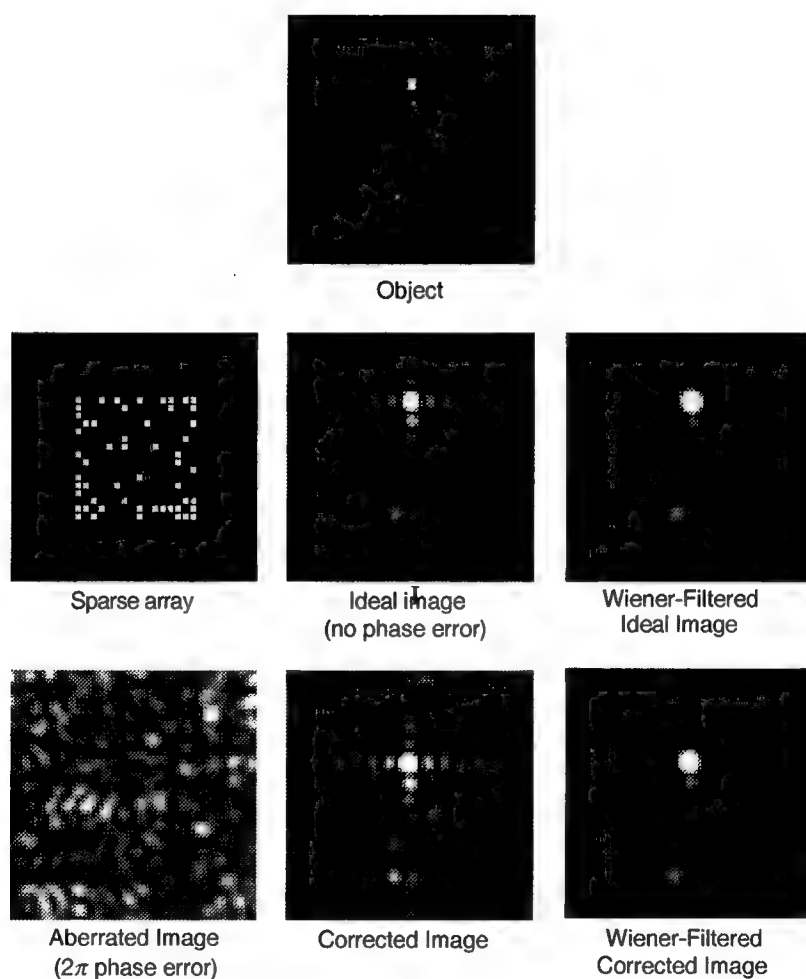 Object
Sparse array
Ideal image
(no phase error)
Wiener-Filtered
Ideal Image
Aberrated Image
(2π phase error)
Corrected Image
Wiener-Filtered
Corrected Image